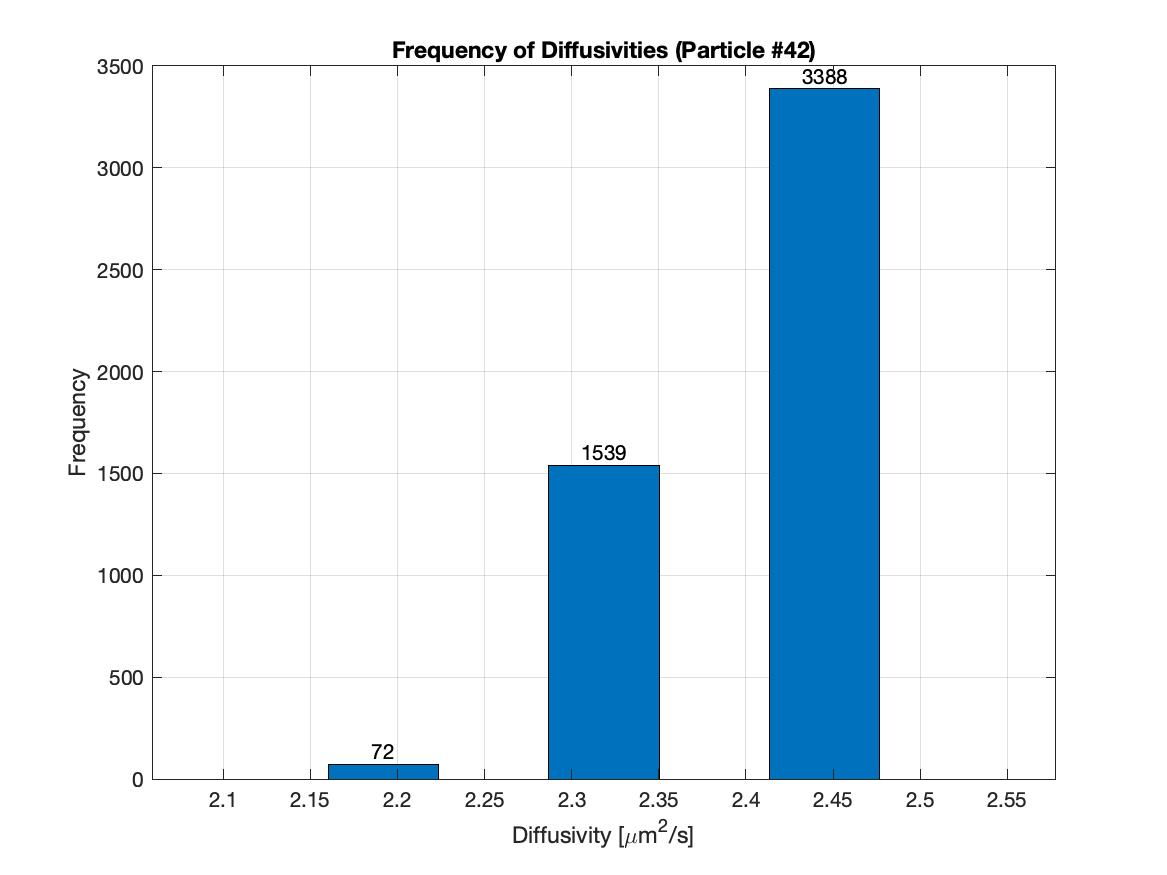 Frequency of Diffusivities (Particle #42)
3500
3388
3000
2500
2000
1539
1500
1000
500
72
0
2.1 2.15 2.2 2.25 2.3 2.35 2.4 2.45 2.5 2.55
Frequency
Diffusivity [μm²/s]